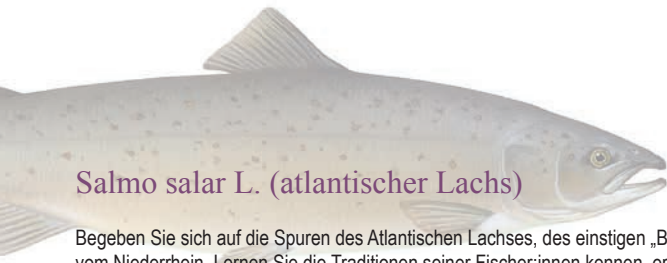 Salmo salar L. (atlantischer Lachs)
Begeben Sie sich auf die Spuren des Atlantischen Lachses, des einstigen
vom Niederrhein. Lernen Sie die Traditionen seiner Fischer:innen kennen